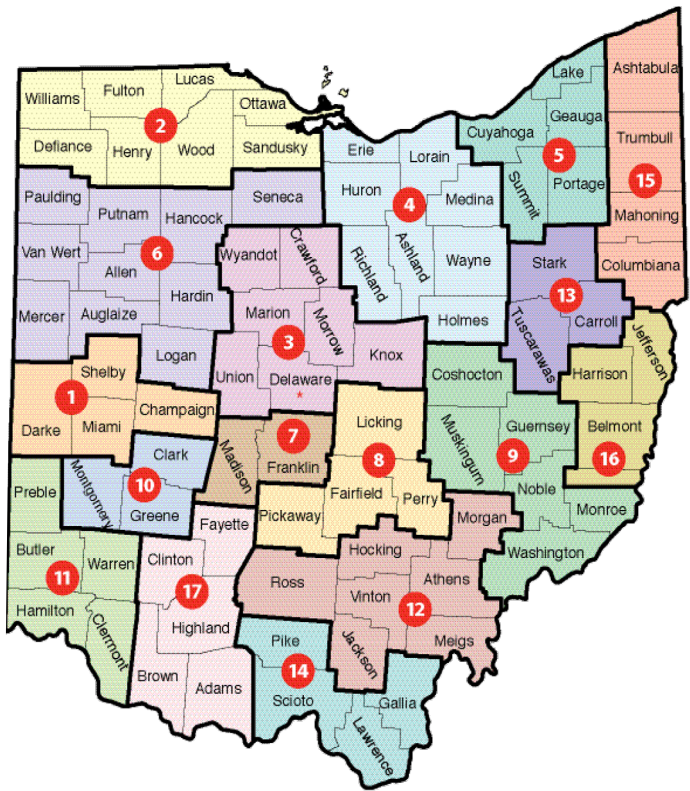 Lake
Ashtabula
Lucas
Williams
Fulton
Ottawa
Geauga
2
Cuyahoga
Trumbull
Defiance
Henry
Wood
Sandusky
Erie
Lorain
5
Summit
Portage
15
Paulding
Seneca
Huron
4
Medina
Putnam
Hancock
Mahoning
Van Wert
6
Wyandot
Crawford
Richland
Ashland
Wayne
Stark
Columbiana
Allen
Hardin
13
Mercer
Auglaize
Marion
Morrow
Holmes
Tuscarawas
Carroll
3
Logan
Knox
Jefferson
Shelby
Union
Delaware
*
Coshocton
Harrison
1
Champaign
Darke
Miami
Licking
Muskingum
Guernsey
Belmont
7
Clark
Madison
Franklin
8
9
16
10
Preble
Montgomery
Greene
Fairfield
Perry
Noble
Pickaway
Fayette
Morgan
Monroe
Butler
Warren
Clinton
Hocking
Washington
11
17
Ross
Athens
Hamilton
Vinton
12
Clermont
Highland
Pike
Jackson
Meigs
14
Brown
Adams
Scioto
Gallia
Lawrence